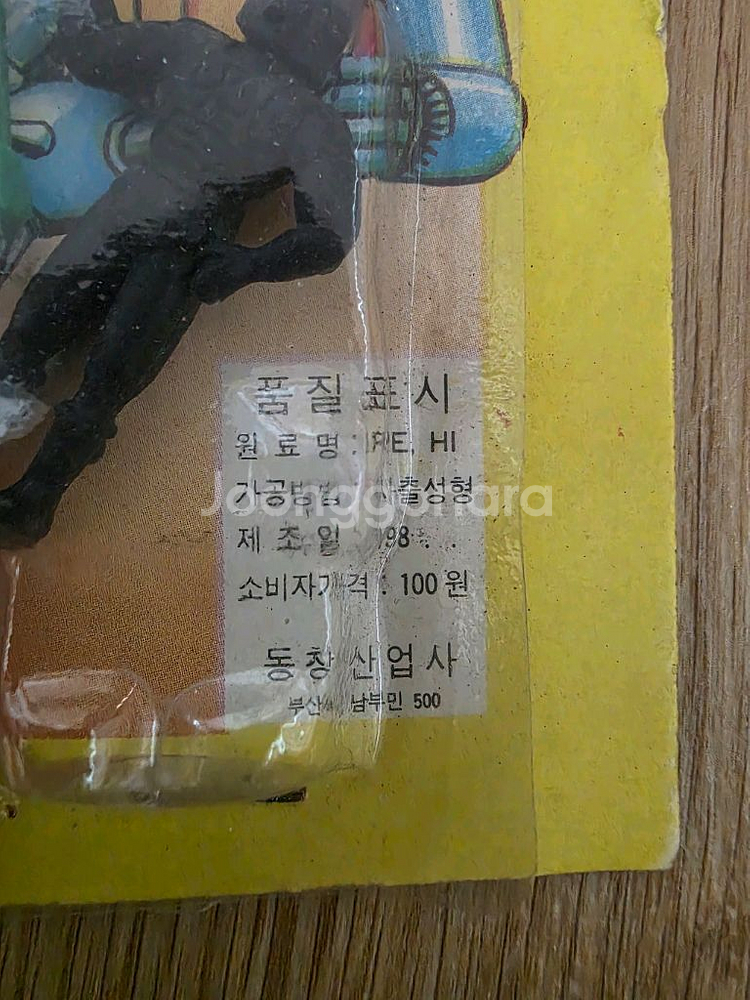 품질표시
원료명 : P.E. HI
가공방법 : 사출성형
제조일 198 . .
소비자가격 : 100원
동창산업사
부산시 남부민 500
Joonggonara